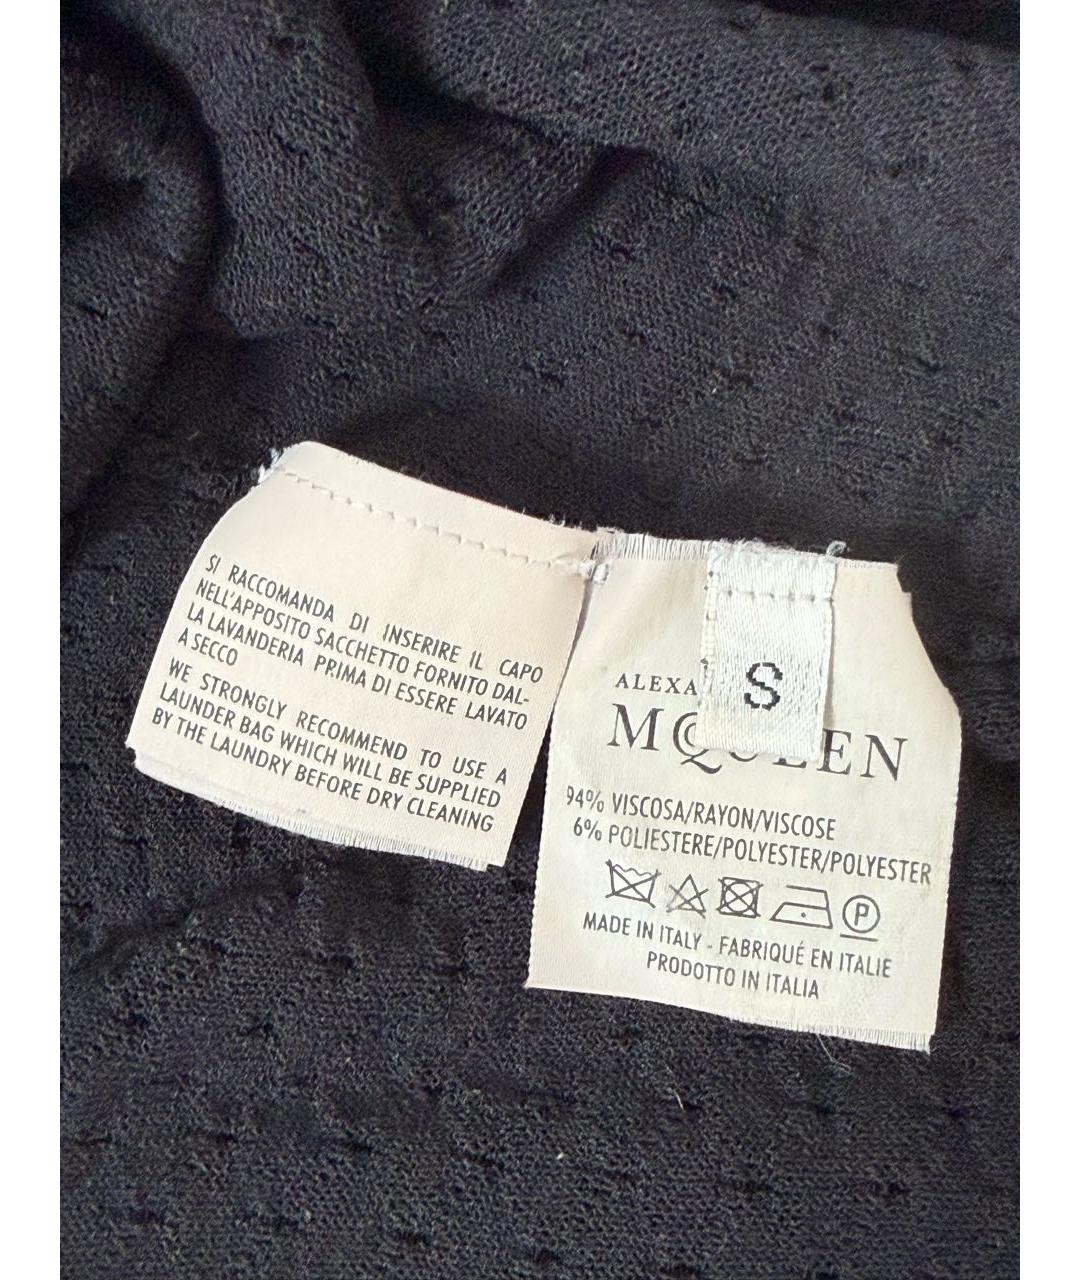 SI RACCOMANDA DI INSERIRE IL CAPO
NELL'APPOSITO SACCHETTO FORNITO DAL-
LA LAVANDERIA PRIMA DI ESSERE LAVATO
A SECCO
WE STRONGLY RECOMMEND TO USE A
LAUNDER BAG WHICH WILL BE SUPPLIED
BY THE LAUNDRY BEFORE DRY CLEANING
S
ALEXA
MCQUEEN
94% VISCOSA/RAYON/VISCOSE
6% POLIESTERE/POLYESTER/POLYESTER
P
MADE IN ITALY - FABRIQUÉ EN ITALIE
PRODOTTO IN ITALIA